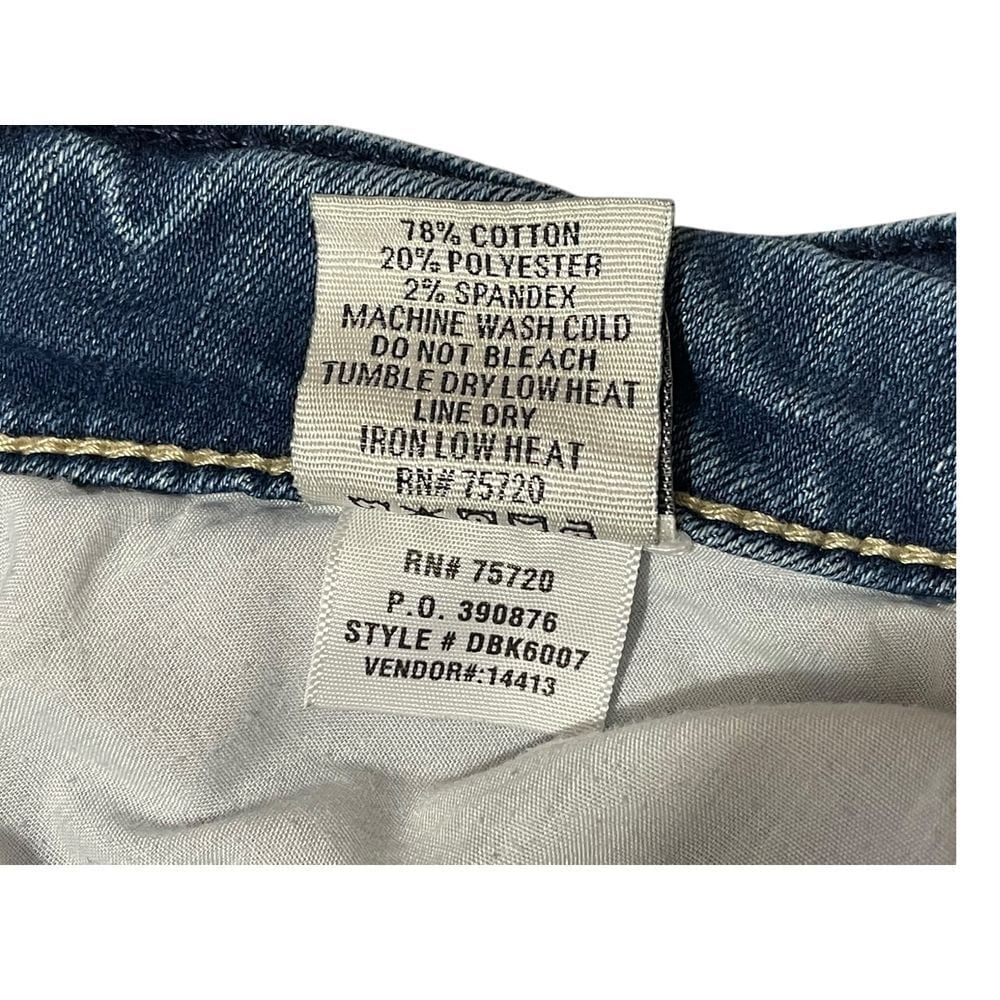 78% COTTON
20% POLYESTER
2% SPANDEX
MACHINE WASH COLD
DO NOT BLEACH
TUMBLE DRY LOW HEAT
LINE DRY
IRON LOW HEAT
RN# 75720
RN# 75720
P.O. 390876
STYLE # DBK6007
VENDOR#:14413